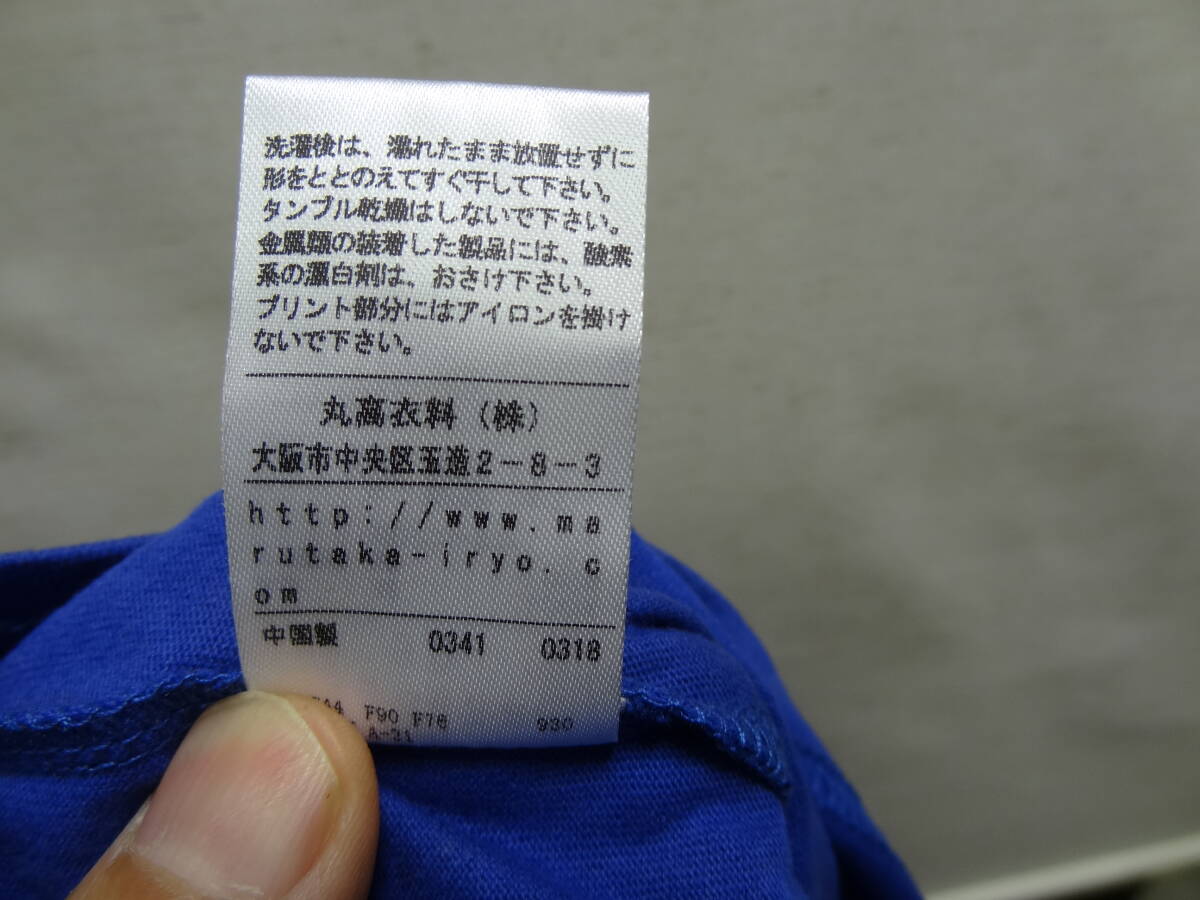 洗濯後は、濡れたまま放置せずに
形をととのえてすぐ干して下さい。
タンブル乾燥はしないで下さい。
金属類の装着した製品には、酸素
系の漂白剤は、おさけ下さい。
プリント部分にはアイロンを掛け
ないで下さい。
丸高衣料（株）
大阪市中央区玉造2-8-3
http://www.ma
rutaka-iryo.c
om
中国製 0341 0318
F90 F76 930
A-31